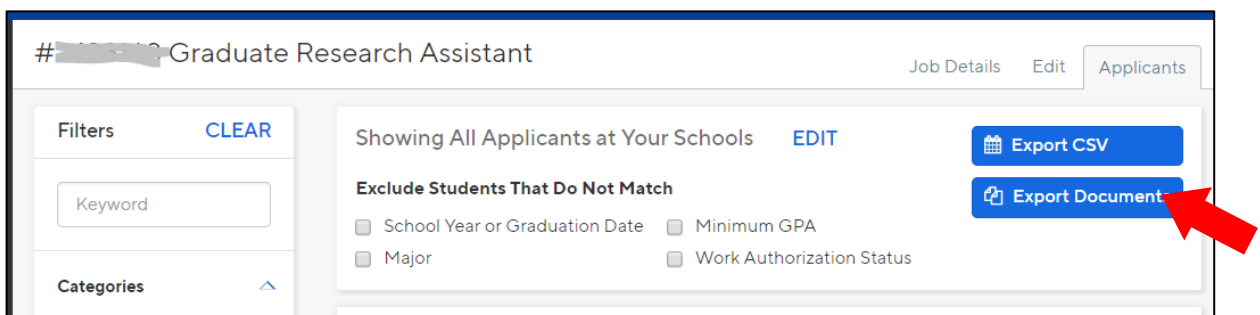 # Graduate Research Assistant
Job Details Edit Applicants
Filters CLEAR
Keyword
Categories
Showing All Applicants at Your Schools EDIT
Exclude Students That Do Not Match
School Year or Graduation Date Minimum GPA
Major Work Authorization Status
Export CSV
Export Document